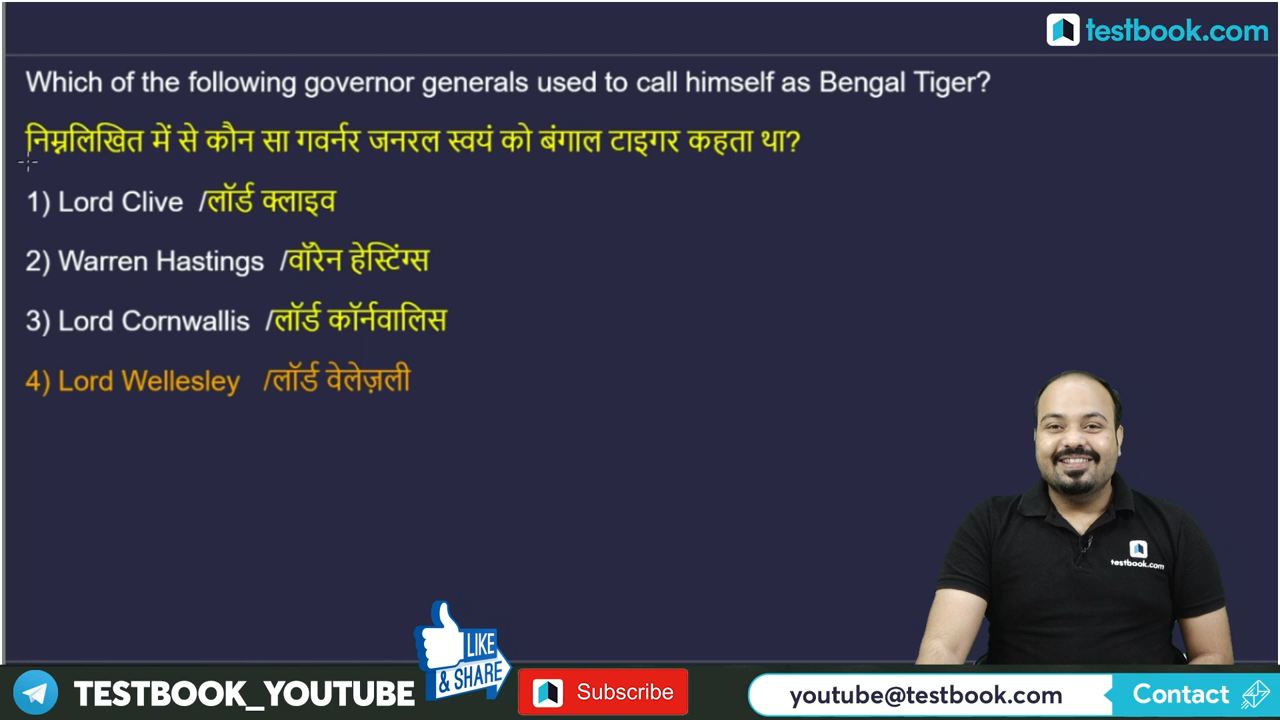 testbook.com
Which of the following governor generals used to call himself as Bengal Tiger?
निम्नलिखित में से कौन सा गवर्नर जनरल स्वयं को बंगाल टाइगर कहता था?
1) Lord Clive /लॉर्ड क्लाइव
2) Warren Hastings /वॉरेन हेस्टिंग्स
3) Lord Cornwallis /लॉर्ड कॉर्नवालिस
4) Lord Wellesley /लॉर्ड वेलेज़ली
testbook.com
LIKE
& SHARE
TESTBOOK_YOUTUBE
Subscribe
youtube@testbook.com
Contact